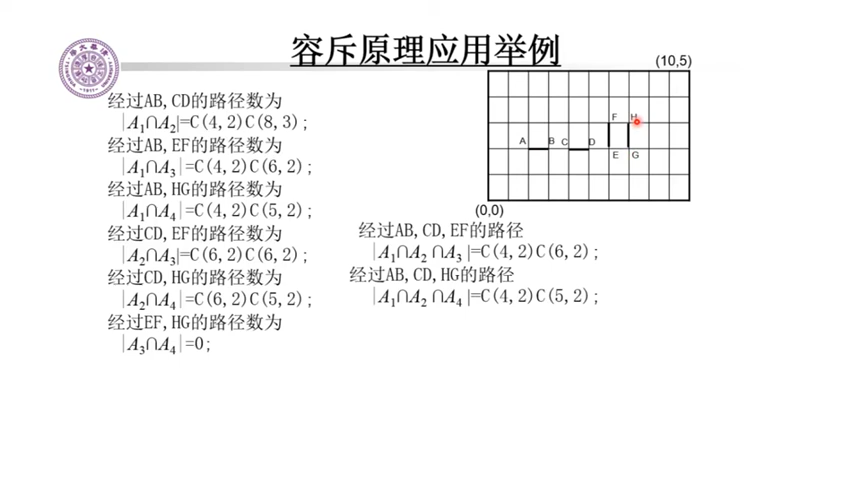 容斥原理应用举例
(10,5)
经过AB,CD的路径数为
|A₁∩A₂|=C(4,2)C(8,3);
经过AB,EF的路径数为
|A₁∩A₃|=C(4,2)C(6,2);
经过AB,HG的路径数为
|A₁∩A₄|=C(4,2)C(5,2);
经过CD,EF的路径数为
|A₂∩A₃|=C(6,2)C(6,2);
经过CD,HG的路径数为
|A₂∩A₄|=C(6,2)C(5,2);
经过EF,HG的路径数为
|A₃∩A₄|=0;
F H
A B C D
E G
(0,0)
经过AB,CD,EF的路径
|A₁∩A₂∩A₃|=C(4,2)C(6,2);
经过AB,CD,HG的路径
|A₁∩A₂∩A₄|=C(4,2)C(5,2);